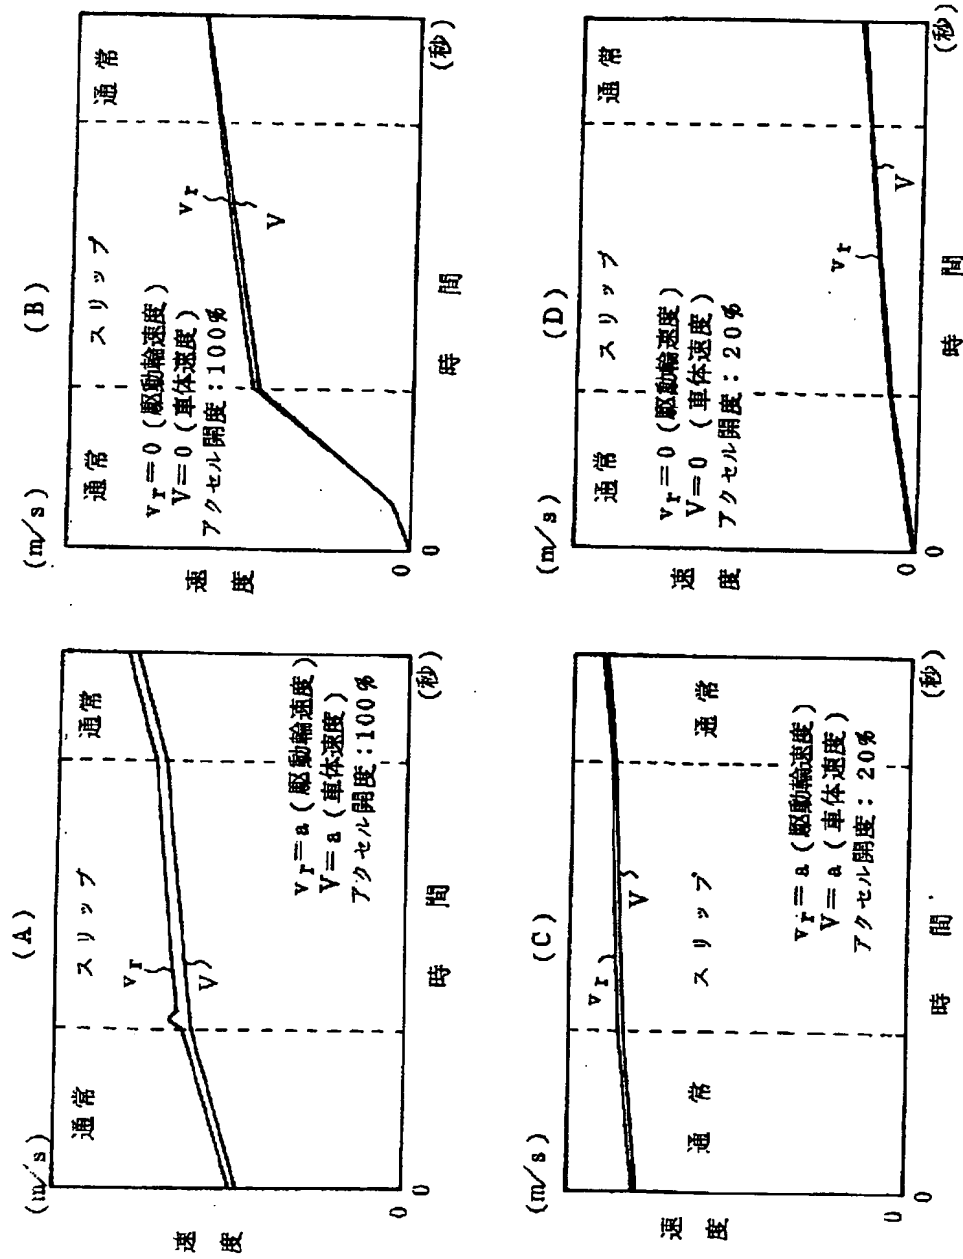 (A)
(m/s)
速
度
通常
スリップ
通常
vr
V
vr=a(駆動輪速度)
V=a(車体速度)
アクセル開度:100%
0
0
時間
(秒)
(B)
(m/s)
速
度
通常
スリップ
通常
vr=0(駆動輪速度)
V=0(車体速度)
アクセル開度:100%
vr
V
0
0
時間
(秒)
(C)
(m/s)
速
度
vr
V
通常
スリップ
通常
vr=a(駆動輪速度)
V=a(車体速度)
アクセル開度:20%
0
0
時間
(秒)
(D)
(m/s)
速
度
通常
スリップ
通常
vr=0(駆動輪速度)
V=0(車体速度)
アクセル開度:20%
vr
V
0
0
時間
(秒)